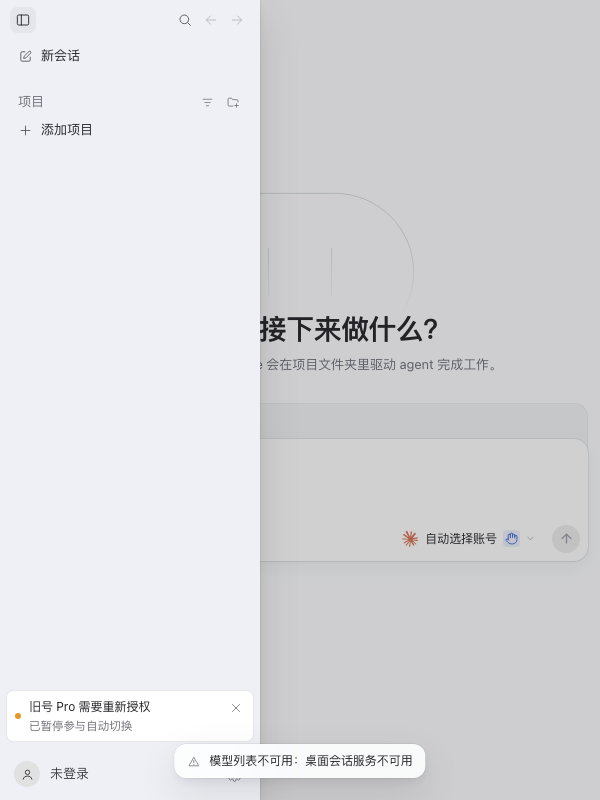 新会话
项目
添加项目
接下来做什么?
会在项目文件夹里驱动 agent 完成工作。
自动选择账号
旧号 Pro 需要重新授权
已暂停参与自动切换
模型列表不可用：桌面会话服务不可用
未登录